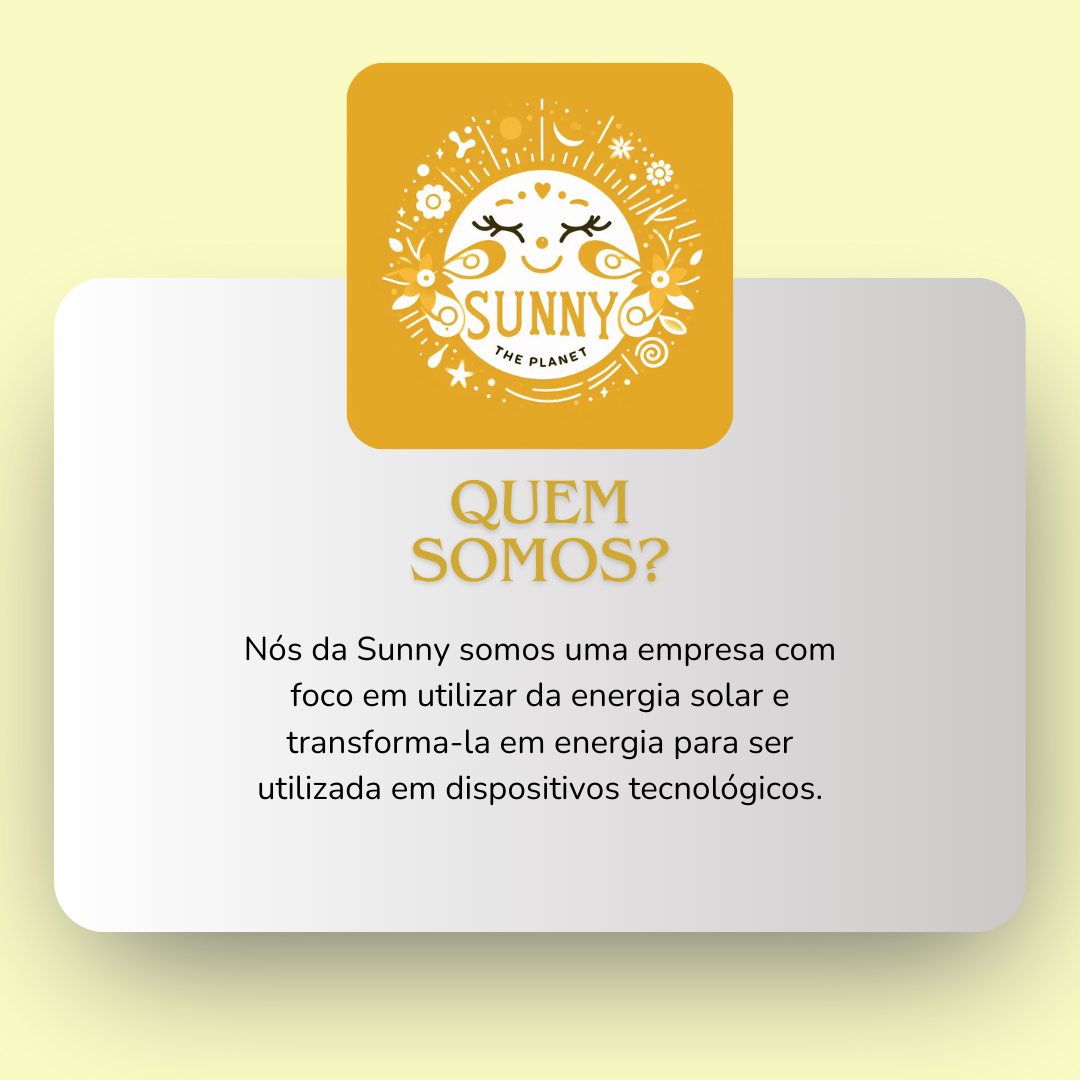 SUNNY
THE PLANET
QUEM
SOMOS?
Nós da Sunny somos uma empresa com
foco em utilizar da energia solar e
transforma-la em energia para ser
utilizada em dispositivos tecnológicos.